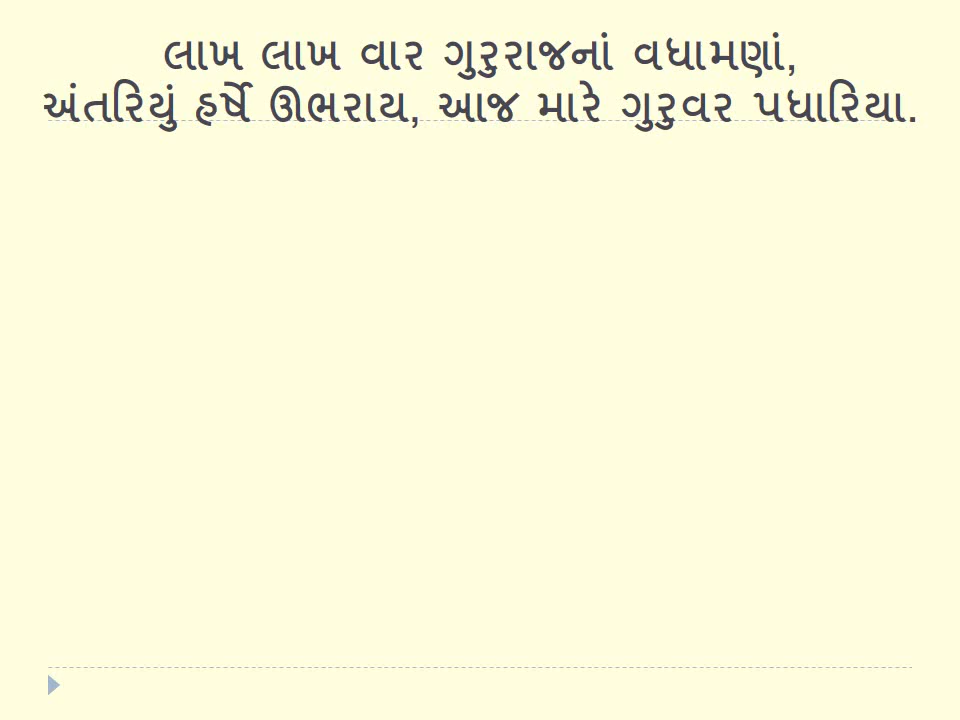 લાખ લાખ વાર ગુરુરાજનાં વધામણાં,
અંતરિયું હર્ષે ઊભરાય, આજ મારે ગુરુવર પધારિયા.